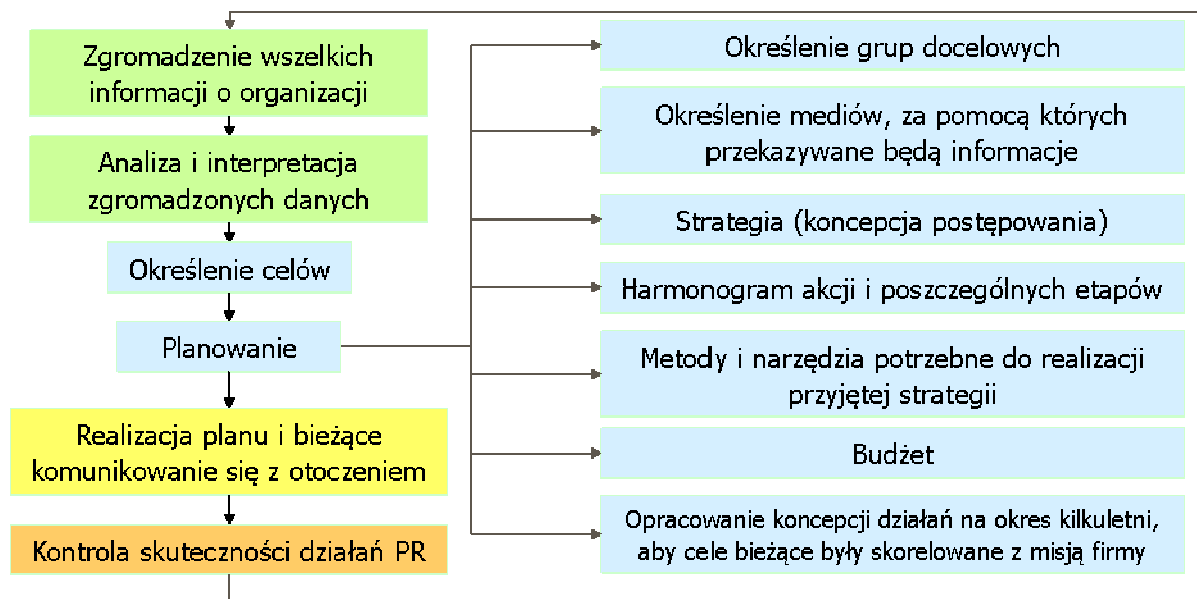 Zgromadzenie wszelkich
informacji o organizacji
Analiza i interpretacja
zgromadzonych danych
Określenie celów
Planowanie
Realizacja planu i bieżące
komunikowanie się z otoczeniem
Kontrola skuteczności działań PR
Określenie grup docelowych
Określenie mediów, za pomocą których
przekazywane będą informacje
Strategia (koncepcja postępowania)
Harmonogram akcji i poszczególnych etapów
Metody i narzędzia potrzebne do realizacji
przyjętej strategii
Budżet
Opracowanie koncepcji działań na okres kilkuletni,
aby cele bieżące były skorelowane z misją firmy